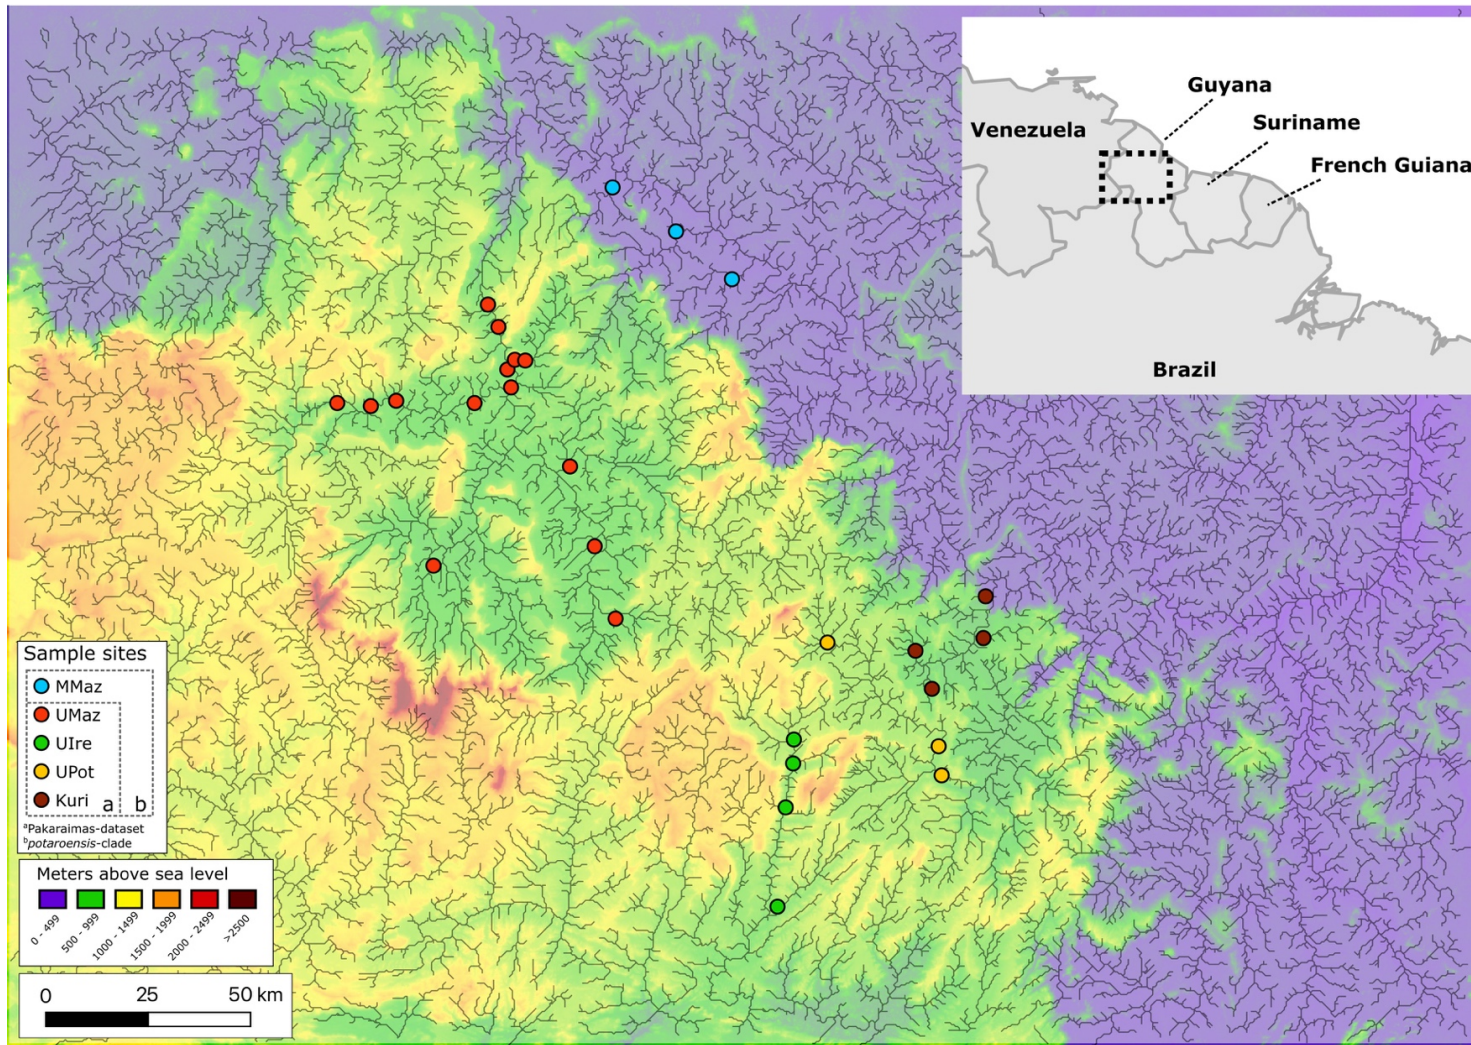 Guyana
Venezuela
Suriname
French Guiana
Brazil
Sample sites
MMaz
UMaz
UIre
UPot
Kuri a b
aPakaraimas-dataset
bpotaroensis-clade
Meters above sea level
0 - 499
500 - 999
1000 - 1499
1500 - 1999
2000 - 2499
>2500
0 25 50 km